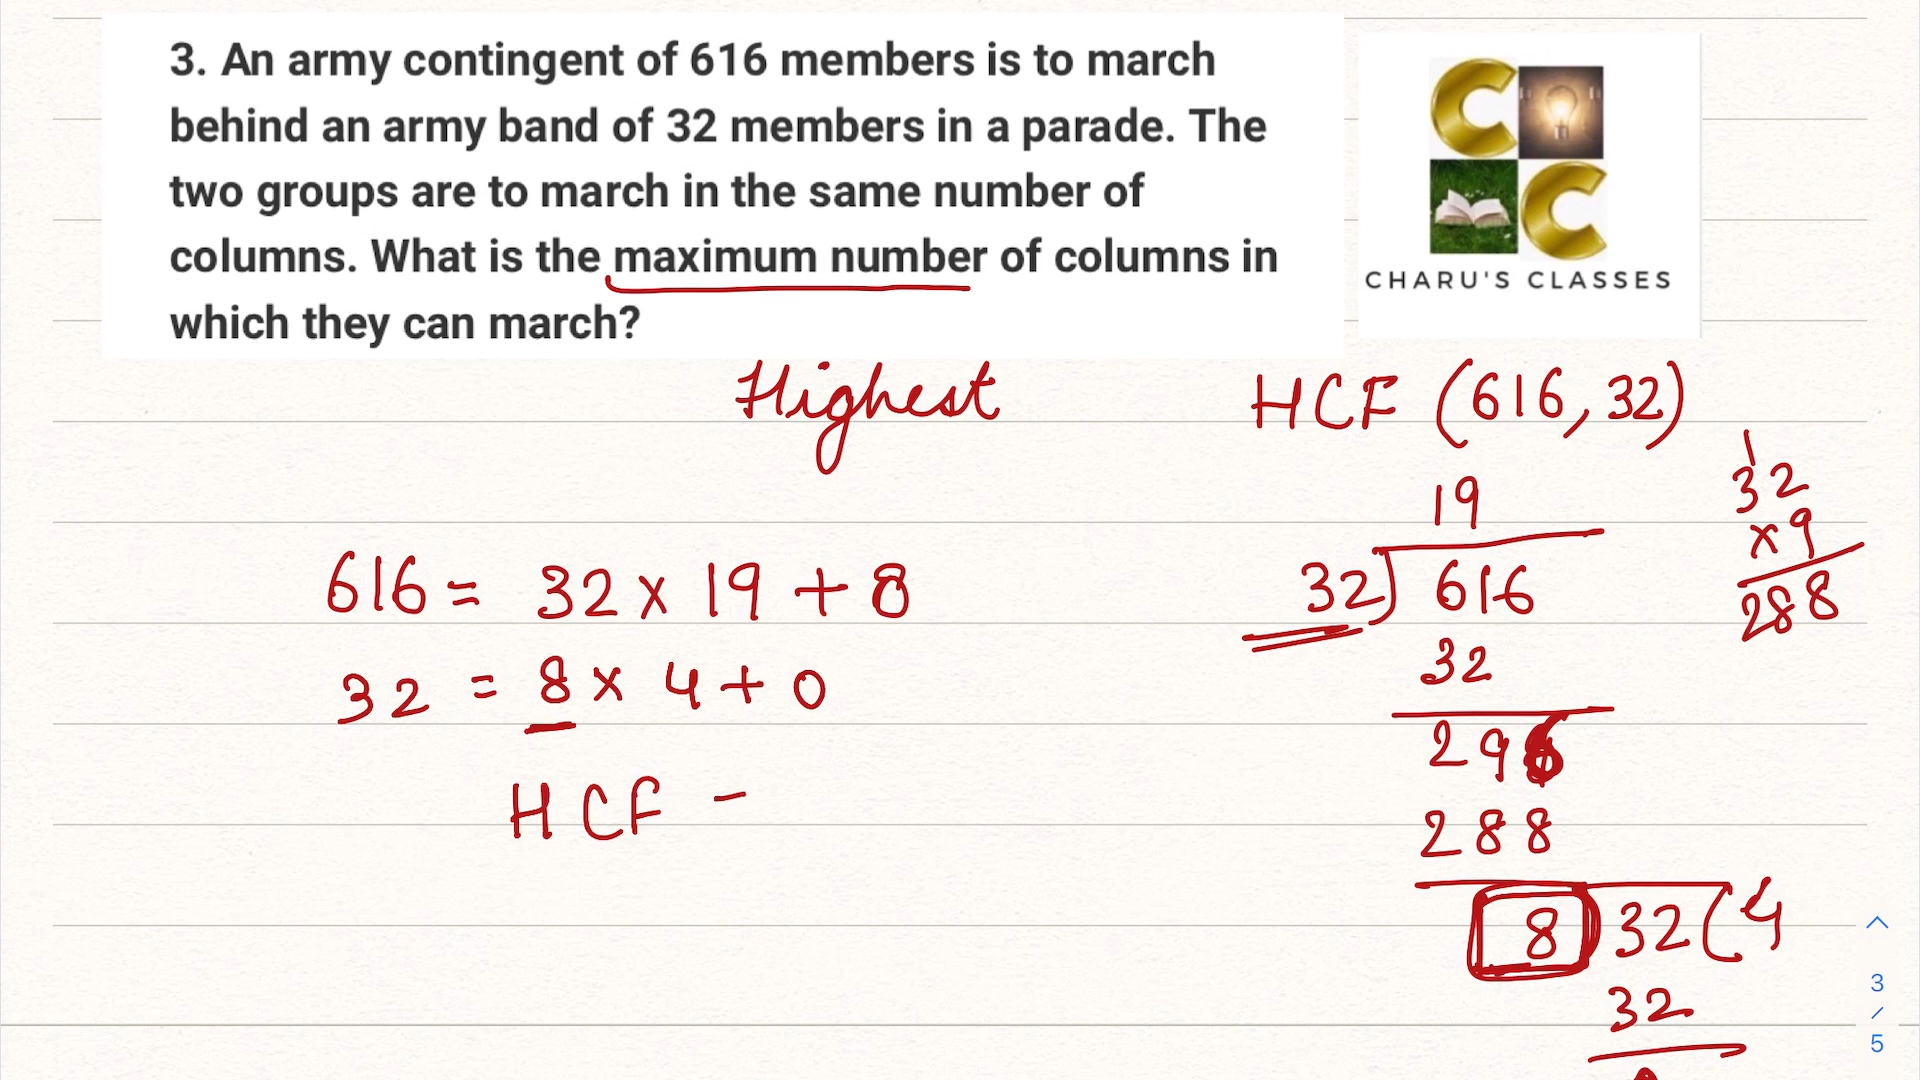 3. An army contingent of 616 members is to march
behind an army band of 32 members in a parade. The
two groups are to march in the same number of
columns. What is the maximum number of columns in
which they can march?
CHARU'S CLASSES
Highest
HCF (616, 32)
616 = 32 x 19 + 8
32 = 8 x 4 + 0
HCF -
19
32) 616
32
296
288
8) 32 (4
32
1
32
x 9
288
3
/
5